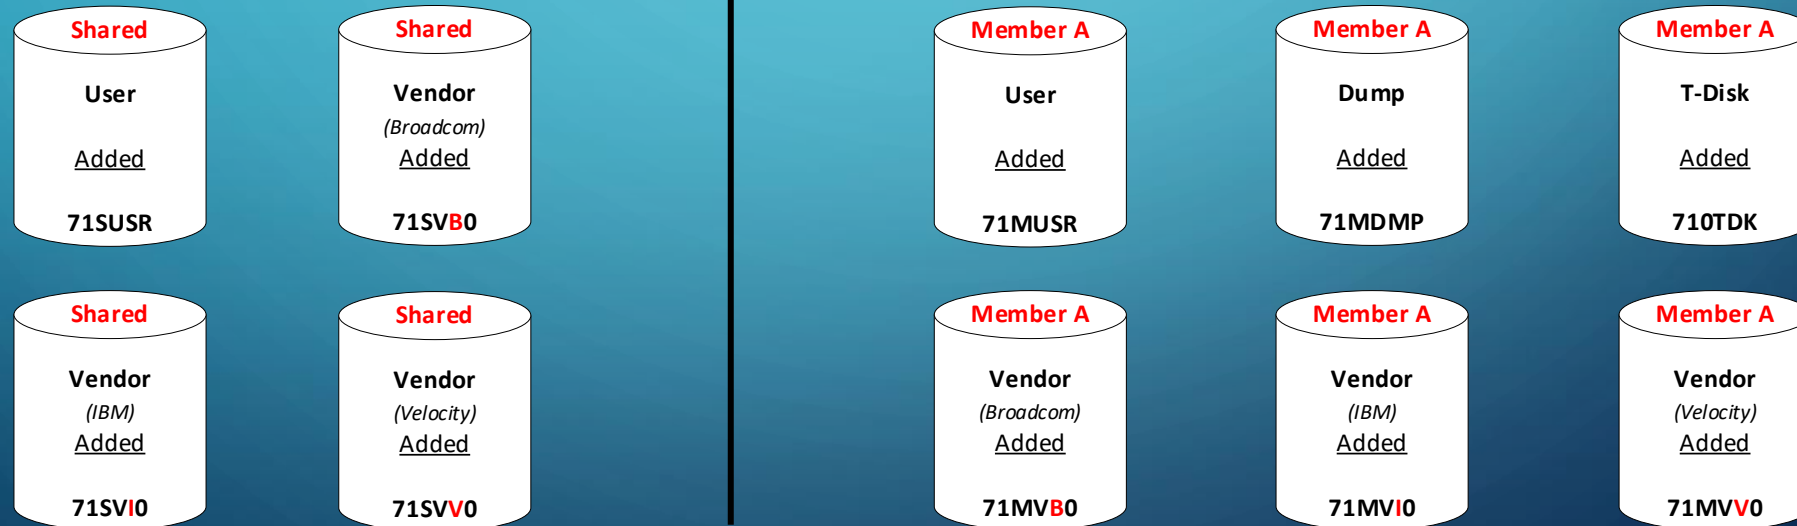 Shared
User
Added
71SUSR
Shared
Vendor
(Broadcom)
Added
71SVB0
Member A
User
Added
71MUSR
Member A
Dump
Added
71MDMP
Member A
T-Disk
Added
710TDK
Shared
Vendor
(IBM)
Added
71SVI0
Shared
Vendor
(Velocity)
Added
71SVV0
Member A
Vendor
(Broadcom)
Added
71MVB0
Member A
Vendor
(IBM)
Added
71MVI0
Member A
Vendor
(Velocity)
Added
71MVV0